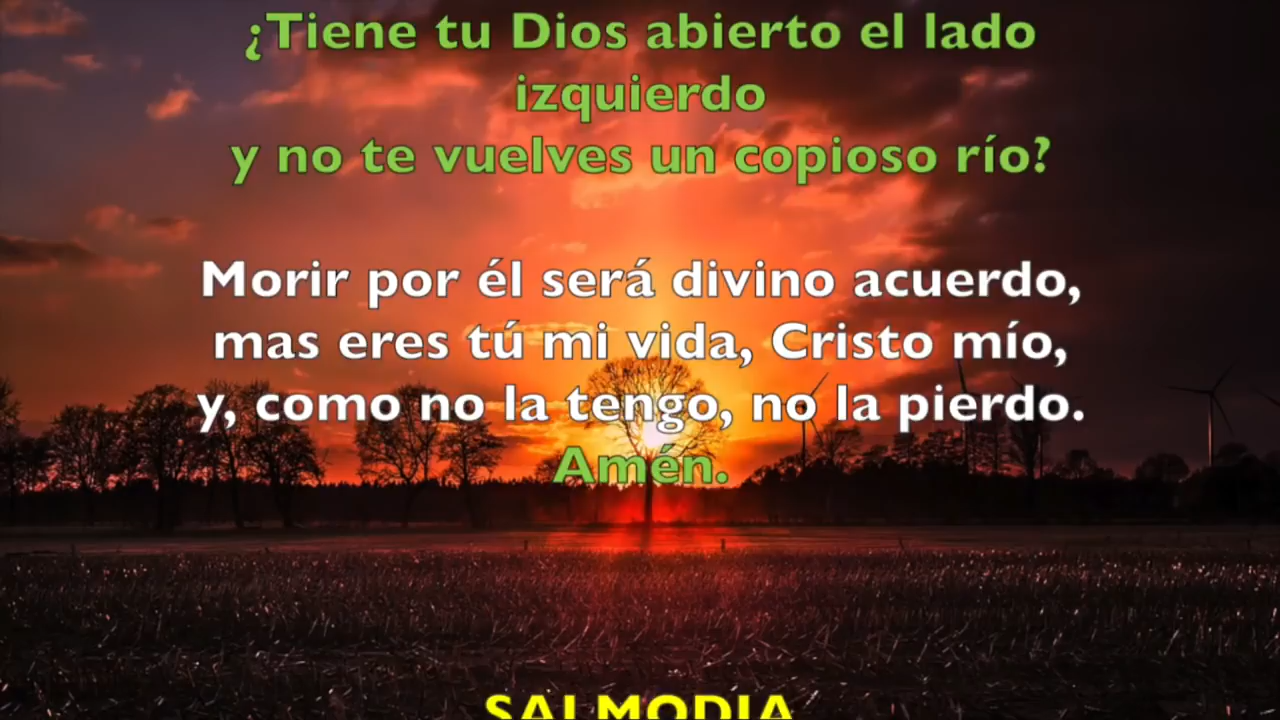 ¿Tiene tu Dios abierto el lado
izquierdo
y no te vuelves un copioso río?
Morir por él será divino acuerdo,
mas eres tú mi vida, Cristo mío,
y, como no la tengo, no la pierdo.
Amén.
SALMODIA